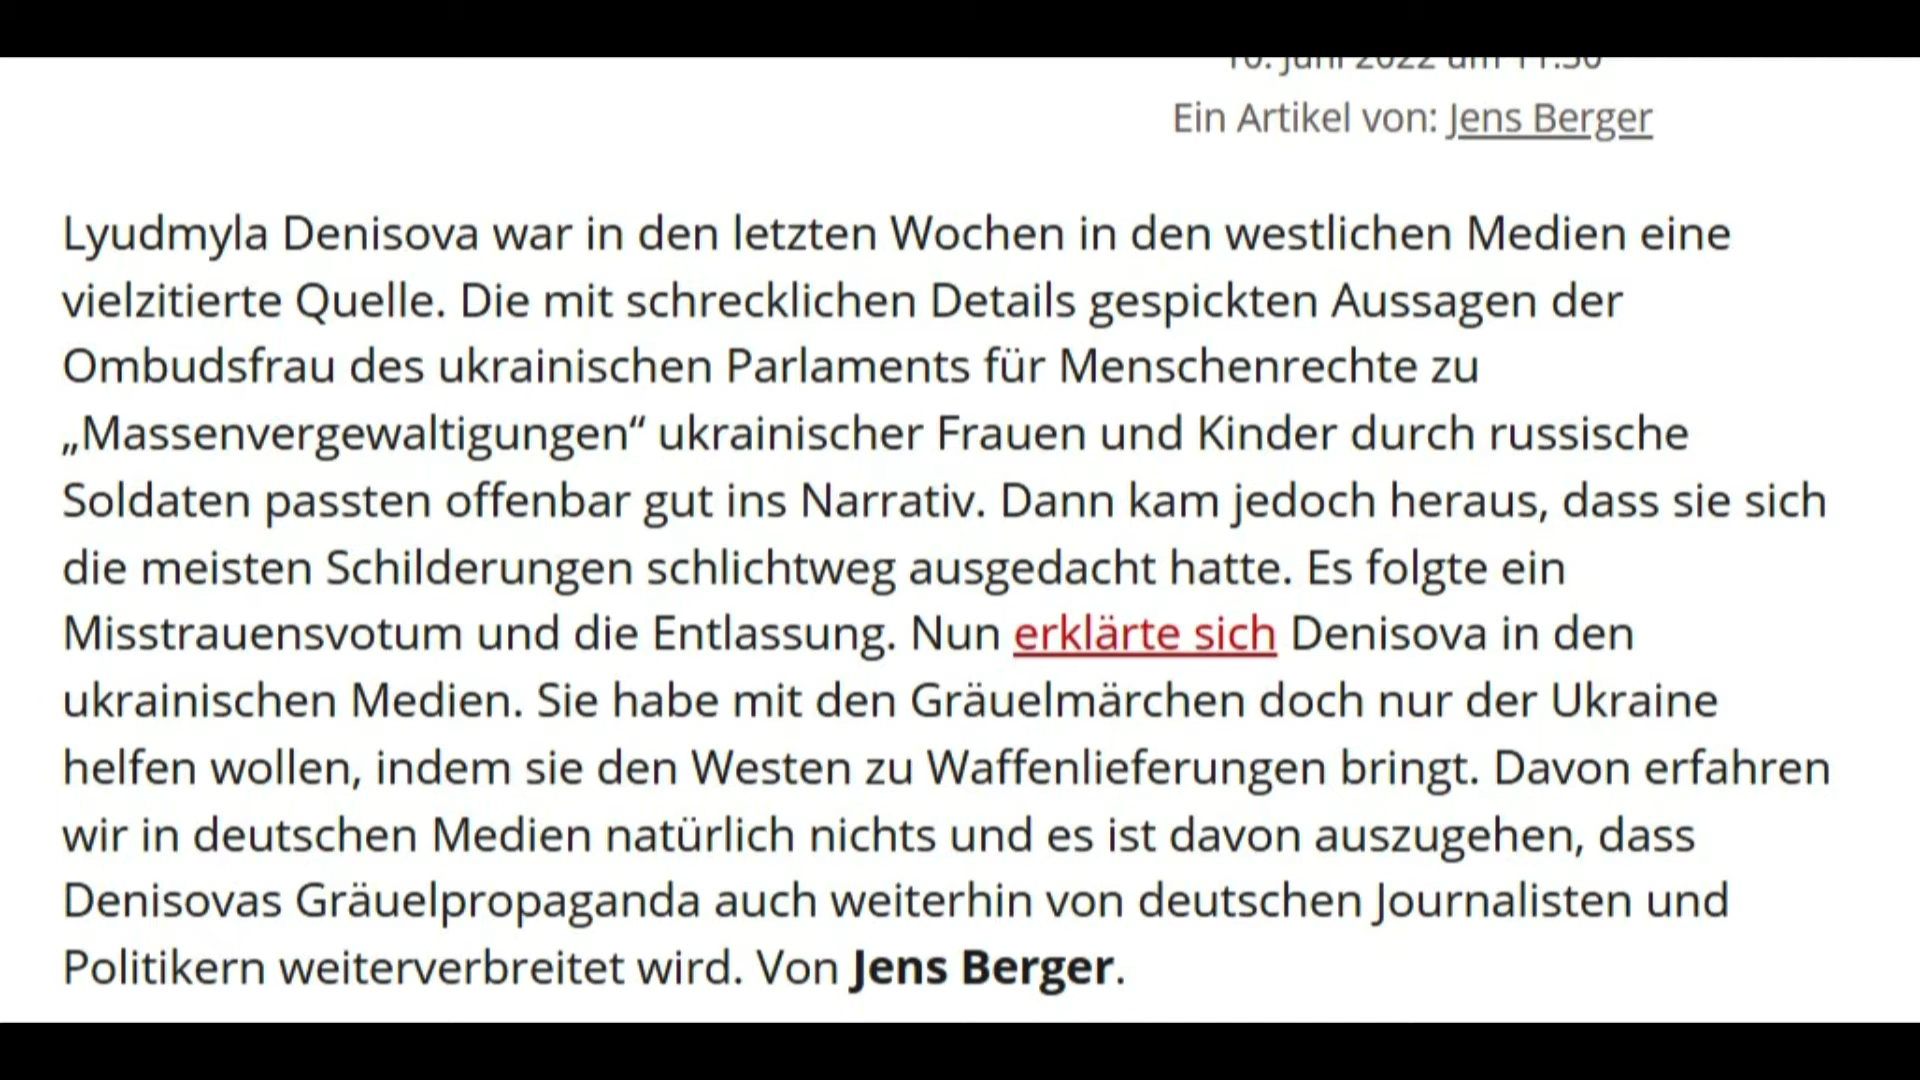 10. Juni 2022 um 11:30
Ein Artikel von: Jens Berger
Lyudmyla Denisova war in den letzten Wochen in den westlichen Medien eine
vielzitierte Quelle. Die mit schrecklichen Details gespickten Aussagen der
Ombudsfrau des ukrainischen Parlaments für Menschenrechte zu
„Massenvergewaltigungen“ ukrainischer Frauen und Kinder durch russische
Soldaten passten offenbar gut ins Narrativ. Dann kam jedoch heraus, dass sie sich
die meisten Schilderungen schlichtweg ausgedacht hatte. Es folgte ein
Misstrauensvotum und die Entlassung. Nun erklärte sich Denisova in den
ukrainischen Medien. Sie habe mit den Gräuelmärchen doch nur der Ukraine
helfen wollen, indem sie den Westen zu Waffenlieferungen bringt. Davon erfahren
wir in deutschen Medien natürlich nichts und es ist davon auszugehen, dass
Denisovas Gräuelpropaganda auch weiterhin von deutschen Journalisten und
Politikern weiterverbreitet wird. Von Jens Berger.